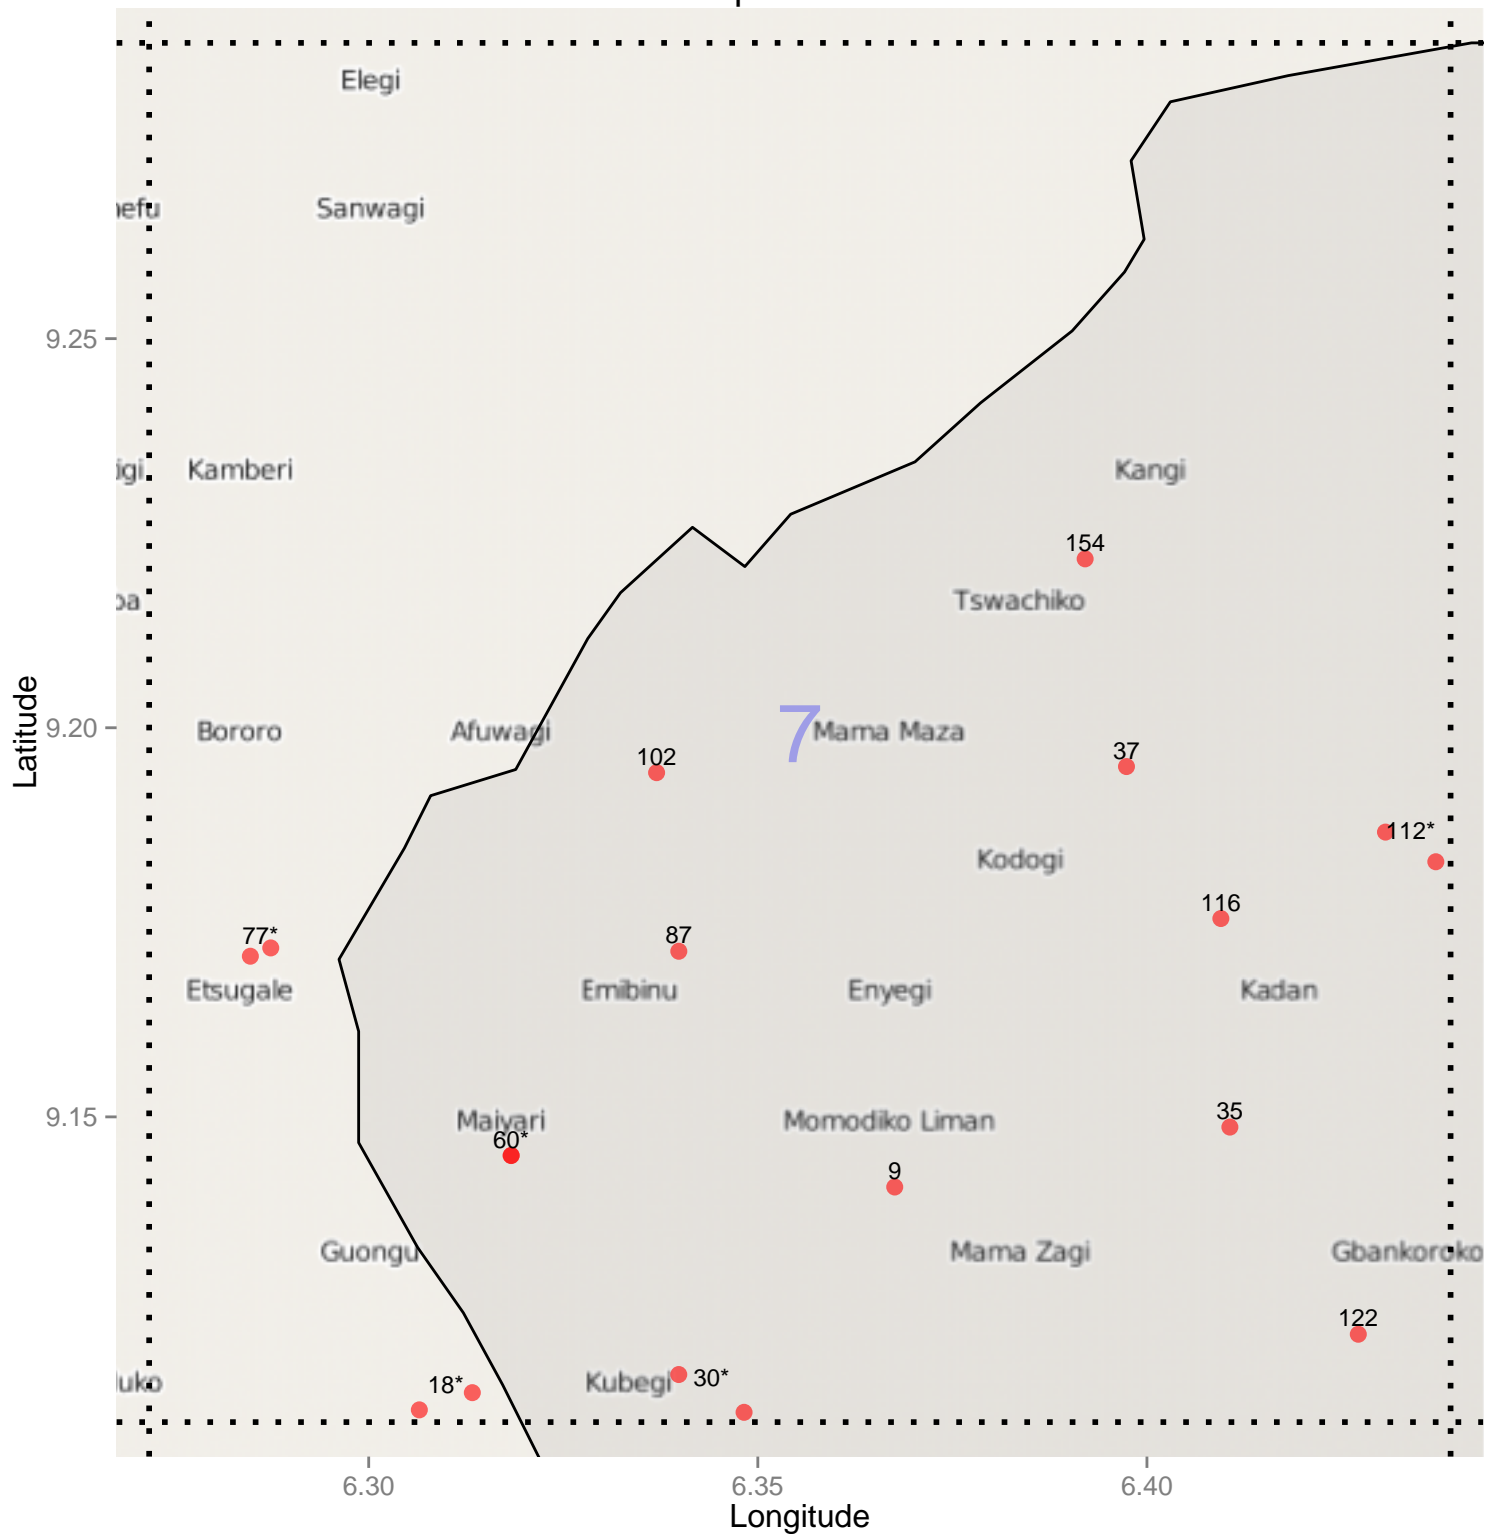 Elegi
Sanwagi
9.25
Kamberi
Kangi
154
Tswachiko
7
9.20
Bororo
Afuwagi
Mama Maza
102
37
112*
Kodogi
116
77*
87
Etsugale
Emibinu
Enyegi
Kadan
9.15
Maiyari
Momodiko Liman
35
60*
9
Guongu
Mama Zagi
Gbankoroko
122
18*
Kubegi
30*
6.30
6.35
6.40
Longitude
Latitude